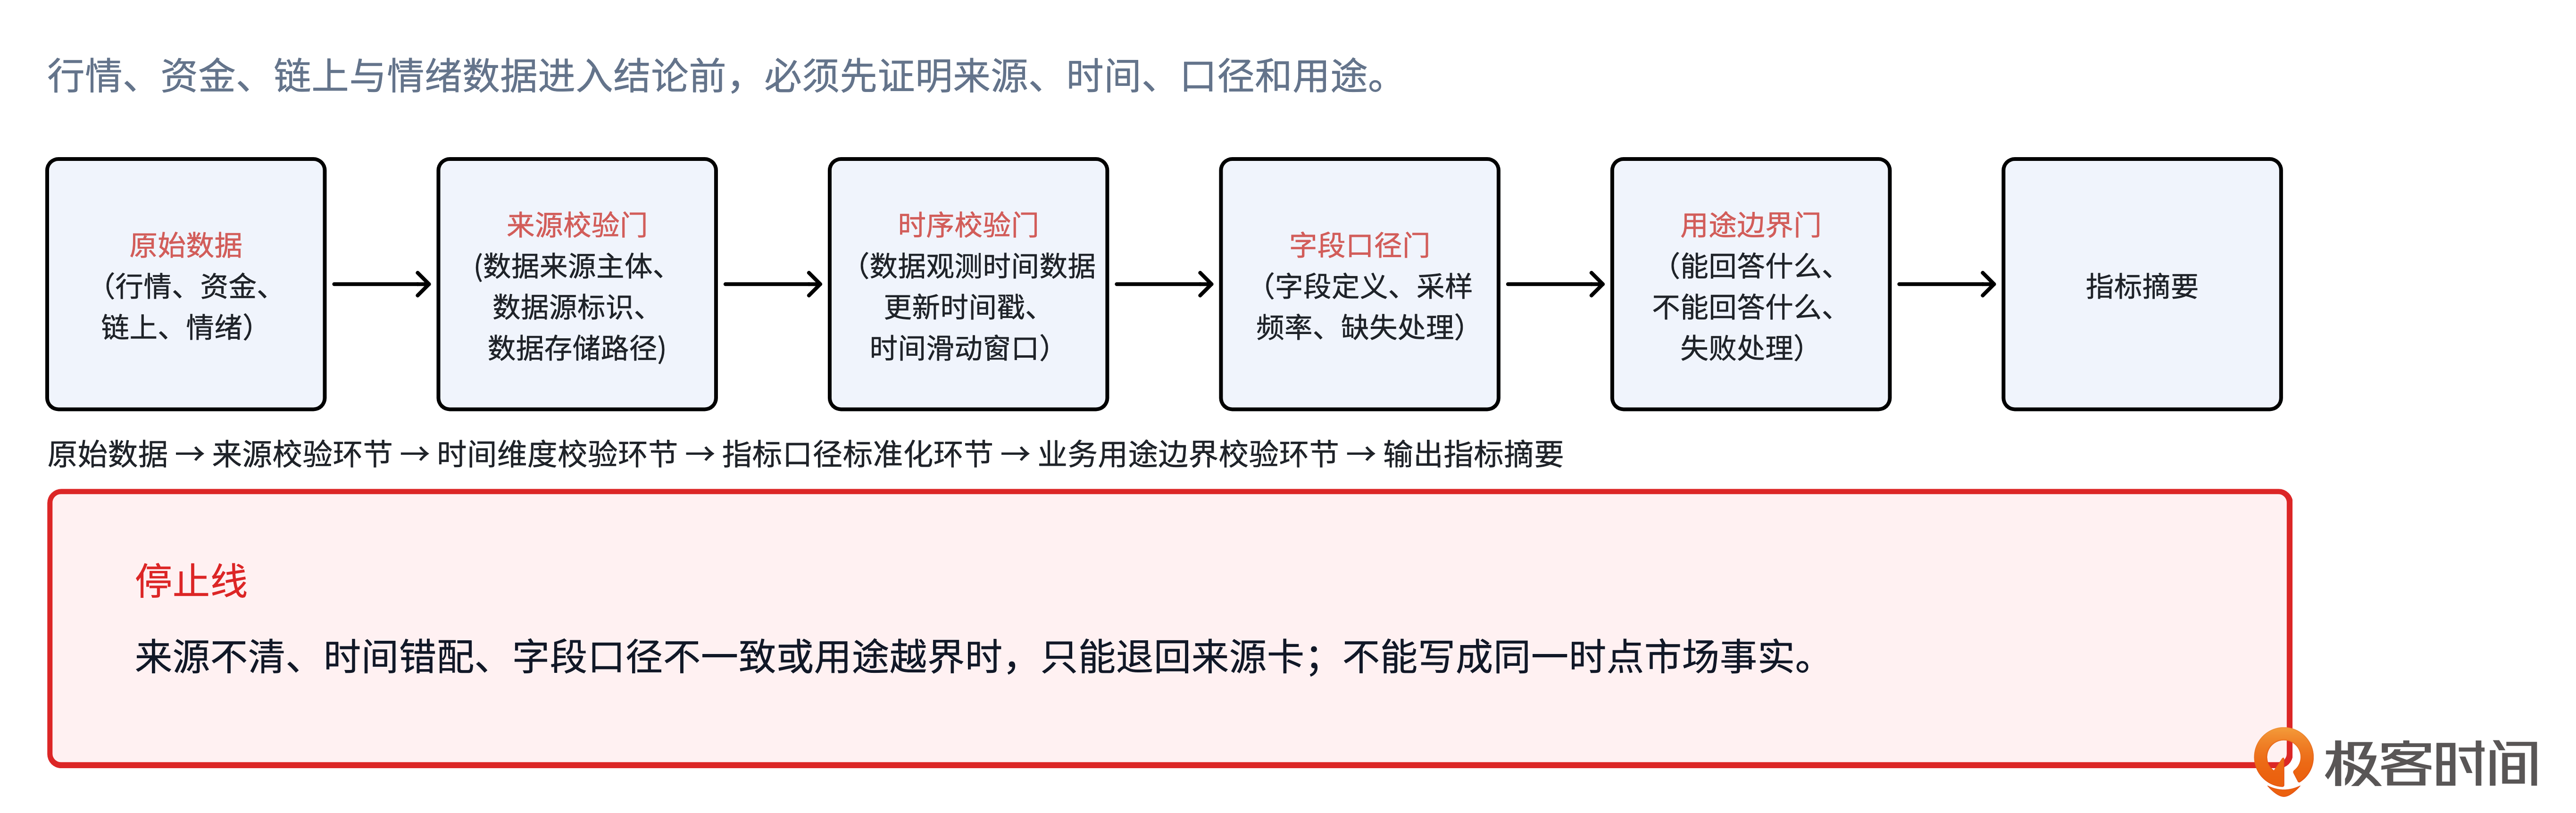 行情、资金、链上与情绪数据进入结论前，必须先证明来源、时间、口径和用途。
原始数据
（行情、资金、
链上、情绪）
来源校验门
(数据来源主体、
数据源标识、
数据存储路径)
时序校验门
（数据观测时间数据
更新时间戳、
时间滑动窗口）
字段口径门
（字段定义、采样
频率、缺失处理）
用途边界门
（能回答什么、
不能回答什么、
失败处理）
指标摘要
原始数据 → 来源校验环节 → 时间维度校验环节 → 指标口径标准化环节 → 业务用途边界校验环节 → 输出指标摘要
停止线
来源不清、时间错配、字段口径不一致或用途越界时，只能退回来源卡；不能写成同一时点市场事实。
极客时间